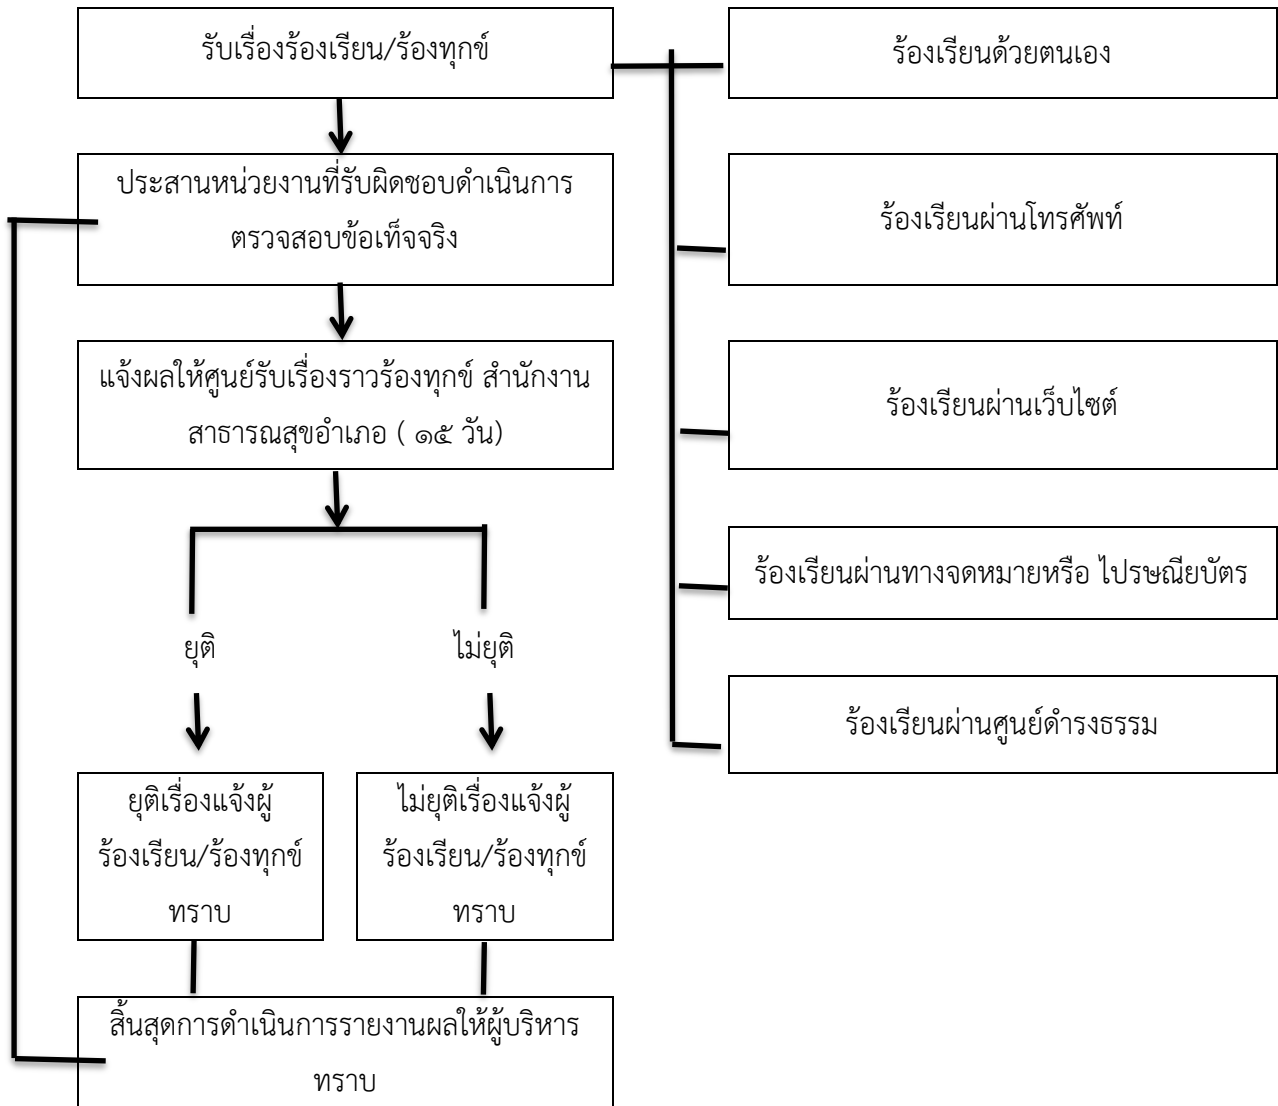 รับเรื่องร้องเรียน/ร้องทุกข์
ร้องเรียนด้วยตนเอง
ประสานหน่วยงานที่รับผิดชอบดำเนินการ
ตรวจสอบข้อเท็จจริง
ร้องเรียนผ่านโทรศัพท์
แจ้งผลให้ศูนย์รับเรื่องราวร้องทุกข์ สำนักงาน
สาธารณสุขอำเภอ ( ๑๕ วัน)
ร้องเรียนผ่านเว็บไซต์
ร้องเรียนผ่านทางจดหมายหรือ ไปรษณียบัตร
ยุติ
ไม่ยุติ
ร้องเรียนผ่านศูนย์ดำรงธรรม
ยุติเรื่องแจ้งผู้
ร้องเรียน/ร้องทุกข์
ทราบ
ไม่ยุติเรื่องแจ้งผู้
ร้องเรียน/ร้องทุกข์
ทราบ
สิ้นสุดการดำเนินการรายงานผลให้ผู้บริหาร
ทราบ